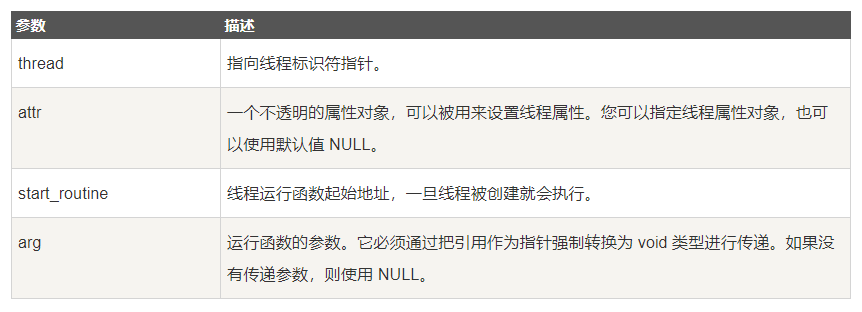 参数 描述
thread 指向线程标识符指针。
attr 一个不透明的属性对象，可以被用来设置线程属性。您可以指定线程属性对象，也可
以使用默认值 NULL。
start_routine 线程运行函数起始地址，一旦线程被创建就会执行。
arg 运行函数的参数。它必须通过把引用作为指针强制转换为 void 类型进行传递。如果没
有传递参数，则使用 NULL。